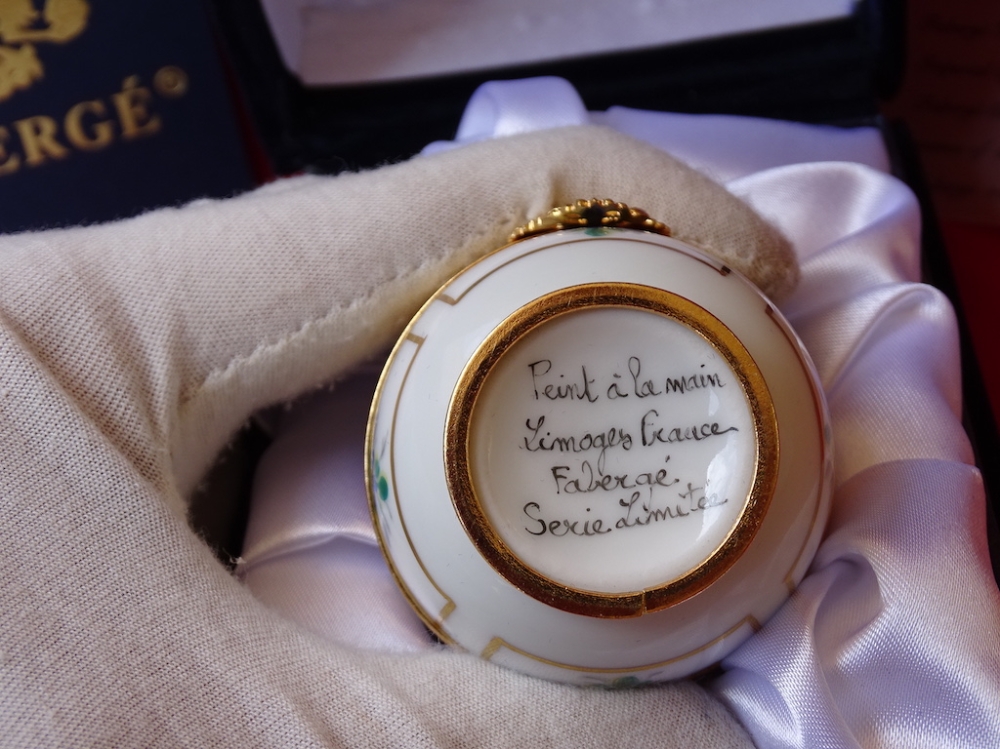 ERGÉ®
Peint à la main
Limoges France
Fabergé
Serie Limitée